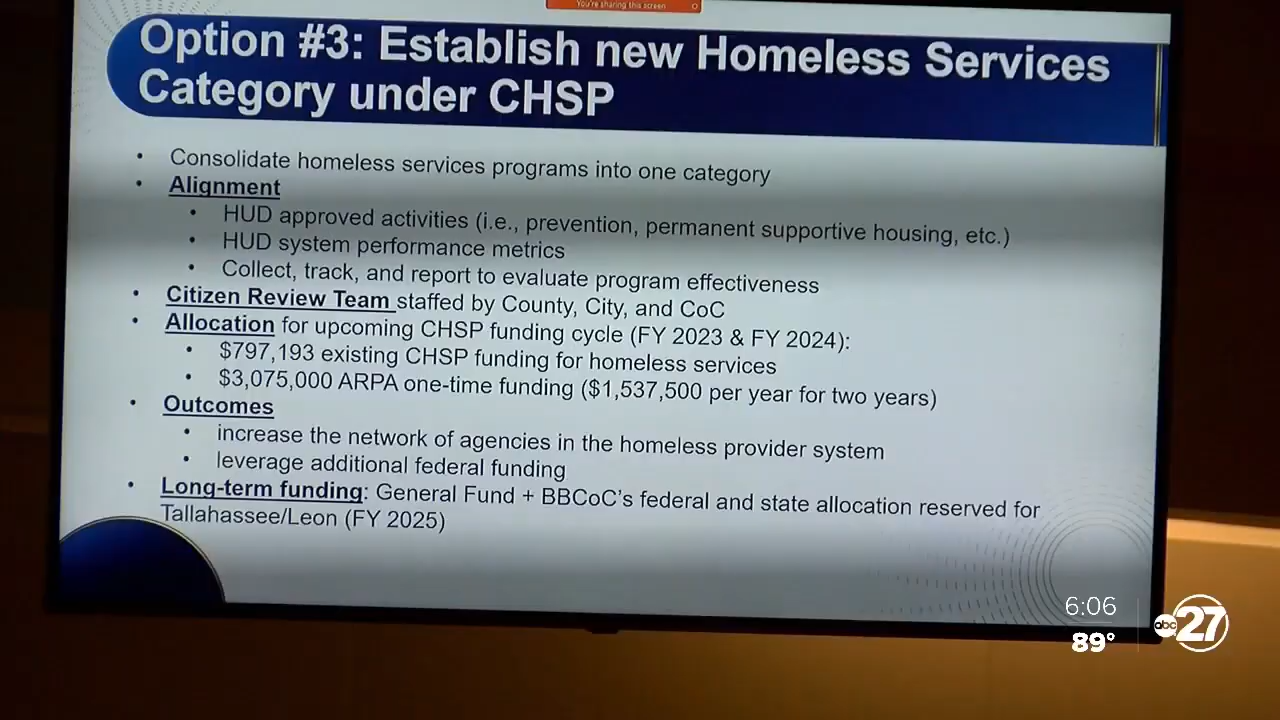 You're sharing this screen
Option #3: Establish new Homeless Services
Category under CHSP
• Consolidate homeless services programs into one category
• Alignment
• HUD approved activities (i.e., prevention, permanent supportive housing, etc.)
• HUD system performance metrics
• Collect, track, and report to evaluate program effectiveness
• Citizen Review Team staffed by County, City, and CoC
• Allocation for upcoming CHSP funding cycle (FY 2023 & FY 2024):
• $797,193 existing CHSP funding for homeless services
• $3,075,000 ARPA one-time funding ($1,537,500 per year for two years)
• Outcomes
• increase the network of agencies in the homeless provider system
• leverage additional federal funding
• Long-term funding: General Fund + BBCoC's federal and state allocation reserved for
Tallahassee/Leon (FY 2025)
6:06
89°
abc 27